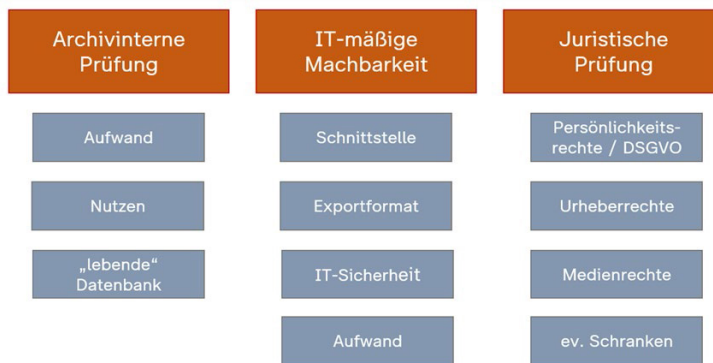 Archivinterne
Prüfung
Aufwand
Nutzen
„lebende“
Datenbank
IT-mäßige
Machbarkeit
Schnittstelle
Exportformat
IT-Sicherheit
Aufwand
Juristische
Prüfung
Persönlichkeits-
rechte / DSGVO
Urheberrechte
Medienrechte
ev. Schranken